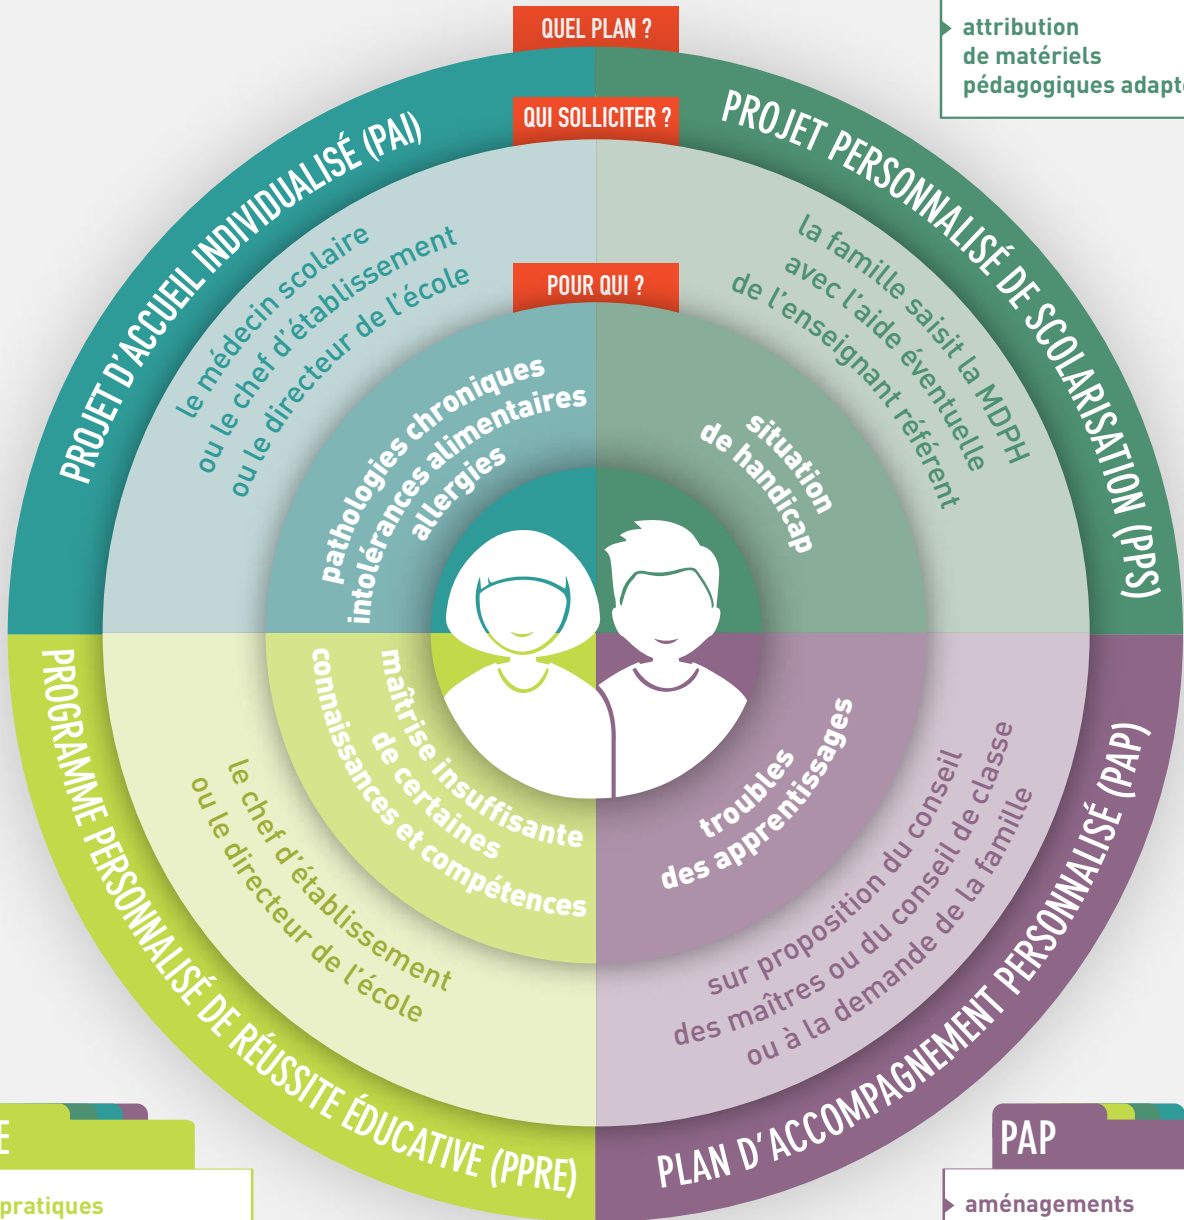 QUEL PLAN ?
attribution
de matériels
pédagogiques
QUI SOLLICITER ?
PROJET D'ACCUEIL INDIVIDUALISÉ (PAI)
PROJET PERSONNALISÉ DE SCOLARISATION (PPS)
le médecin scolaire
ou le chef d'établissement
ou le directeur de l'école
la famille saisit la MDPH
avec l'aide éventuelle
de l'enseignant référent
POUR QUI ?
pathologies chroniques
intolérances alimentaires
allergies
situation
de handicap
maîtrise insuffisante
de certaines
connaissances et compétences
troubles
des apprentissages
le chef d'établissement
ou le directeur de l'école
sur proposition du conseil
des maîtres ou du conseil de classe
ou à la demande de la famille
PROGRAMME PERSONNALISÉ DE RÉUSSITE ÉDUCATIVE (PPRE)
PLAN D'ACCOMPAGNEMENT PERSONNALISÉ (PAP)
E
pratiques
PAP
aménagements